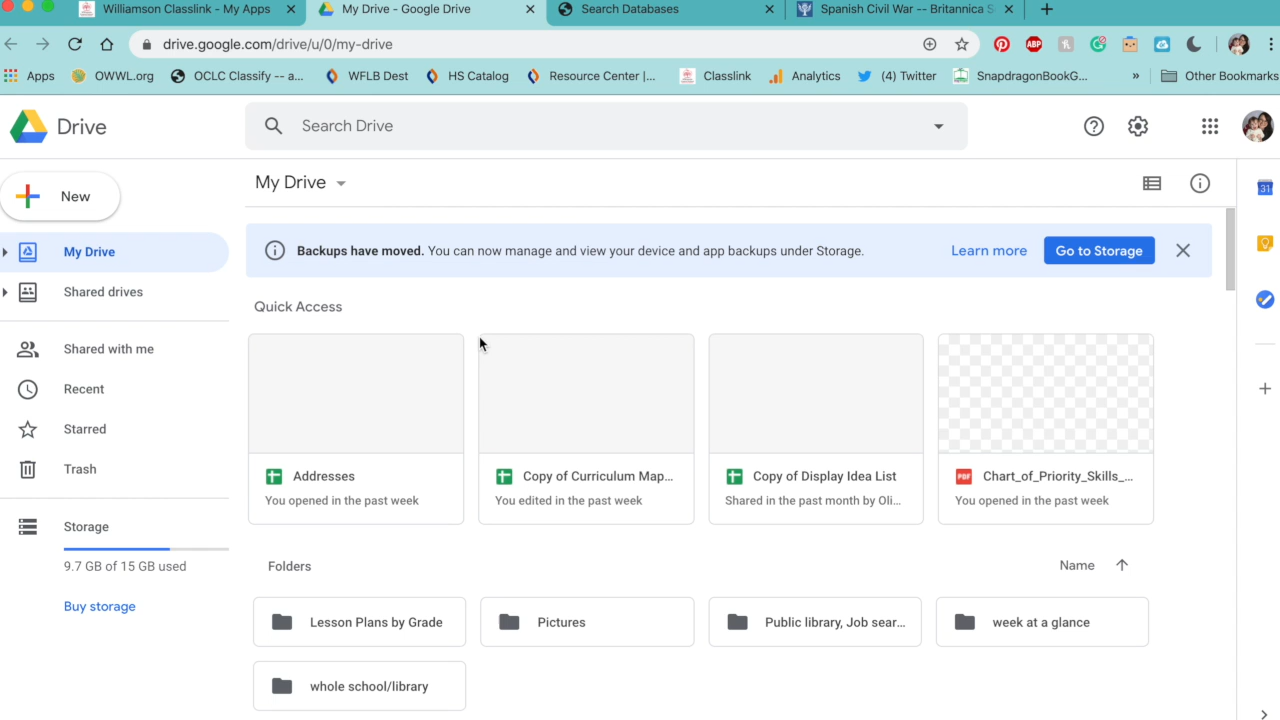 Williamson Classlink - My Apps
My Drive - Google Drive
Search Databases
Spanish Civil War -- Britannica S
drive.google.com/drive/u/0/my-drive
ABP
Apps
OWWL.org
OCLC Classify -- a...
WFLB Dest
HS Catalog
Resource Center |...
Classlink
Analytics
(4) Twitter
SnapdragonBookG...
»
Other Bookmarks
Drive
Search Drive
New
My Drive
31
My Drive
Backups have moved. You can now manage and view your device and app backups under Storage.
Learn more
Go to Storage
Shared drives
Quick Access
Shared with me
Recent
Starred
Trash
Addresses
You opened in the past week
Copy of Curriculum Map...
You edited in the past week
Copy of Display Idea List
Shared in the past month by Oli...
PDF
Chart_of_Priority_Skills_...
You opened in the past week
Storage
9.7 GB of 15 GB used
Buy storage
Folders
Name
Lesson Plans by Grade
Pictures
Public library, Job sear...
week at a glance
whole school/library